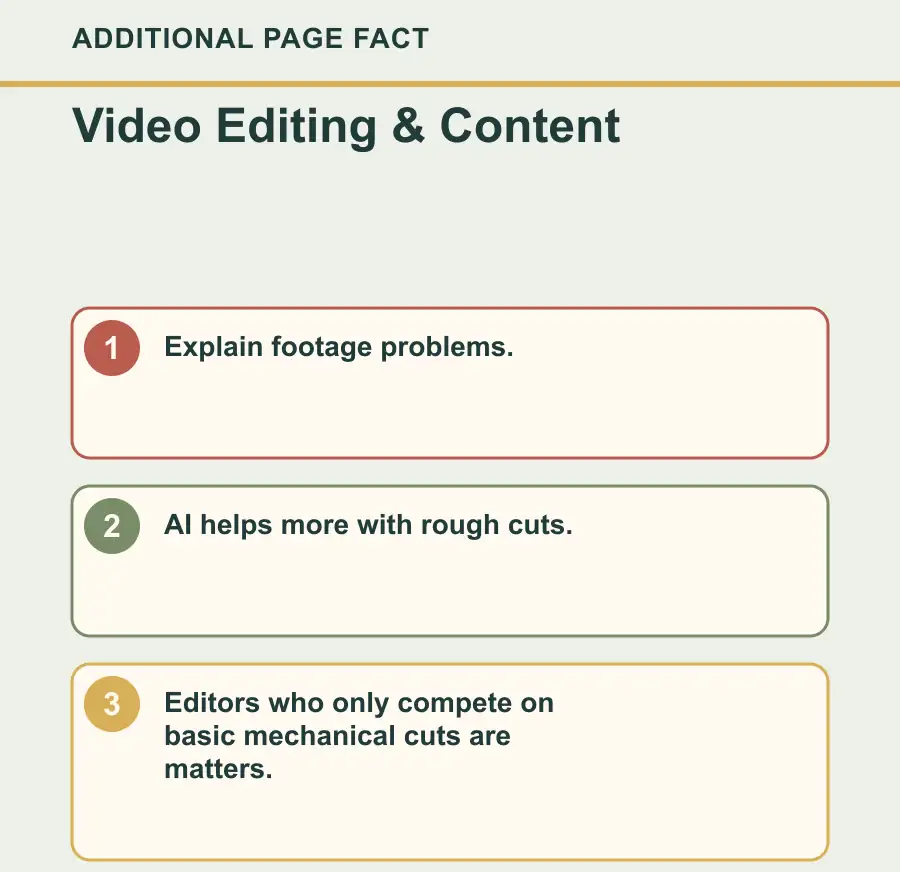 ADDITIONAL PAGE FACT
Video Editing & Content
1
Explain footage problems.
2
AI helps more with rough cuts.
3
Editors who only compete on
basic mechanical cuts are
matters.